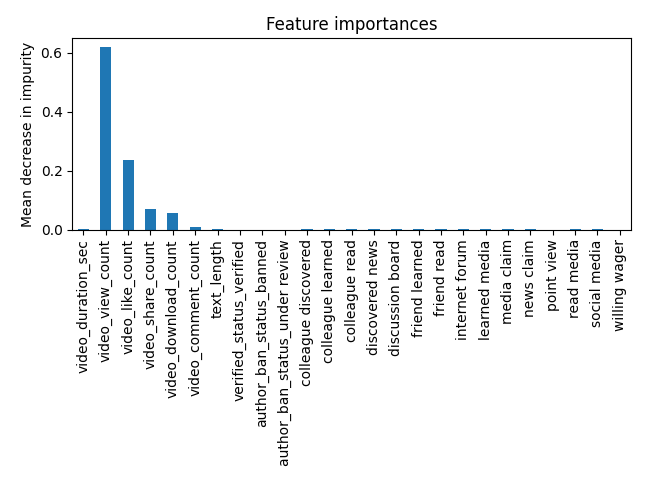 Feature importances
Mean decrease in impurity
0.6
0.4
0.2
0.0
video_duration_sec
video_view_count
video_like_count
video_share_count
video_download_count
video_comment_count
text_length
verified_status_verified
author_ban_status_banned
author_ban_status_under review
colleague discovered
colleague learned
colleague read
discovered news
discussion board
friend learned
friend read
internet forum
learned media
media claim
news claim
point view
read media
social media
willing wager